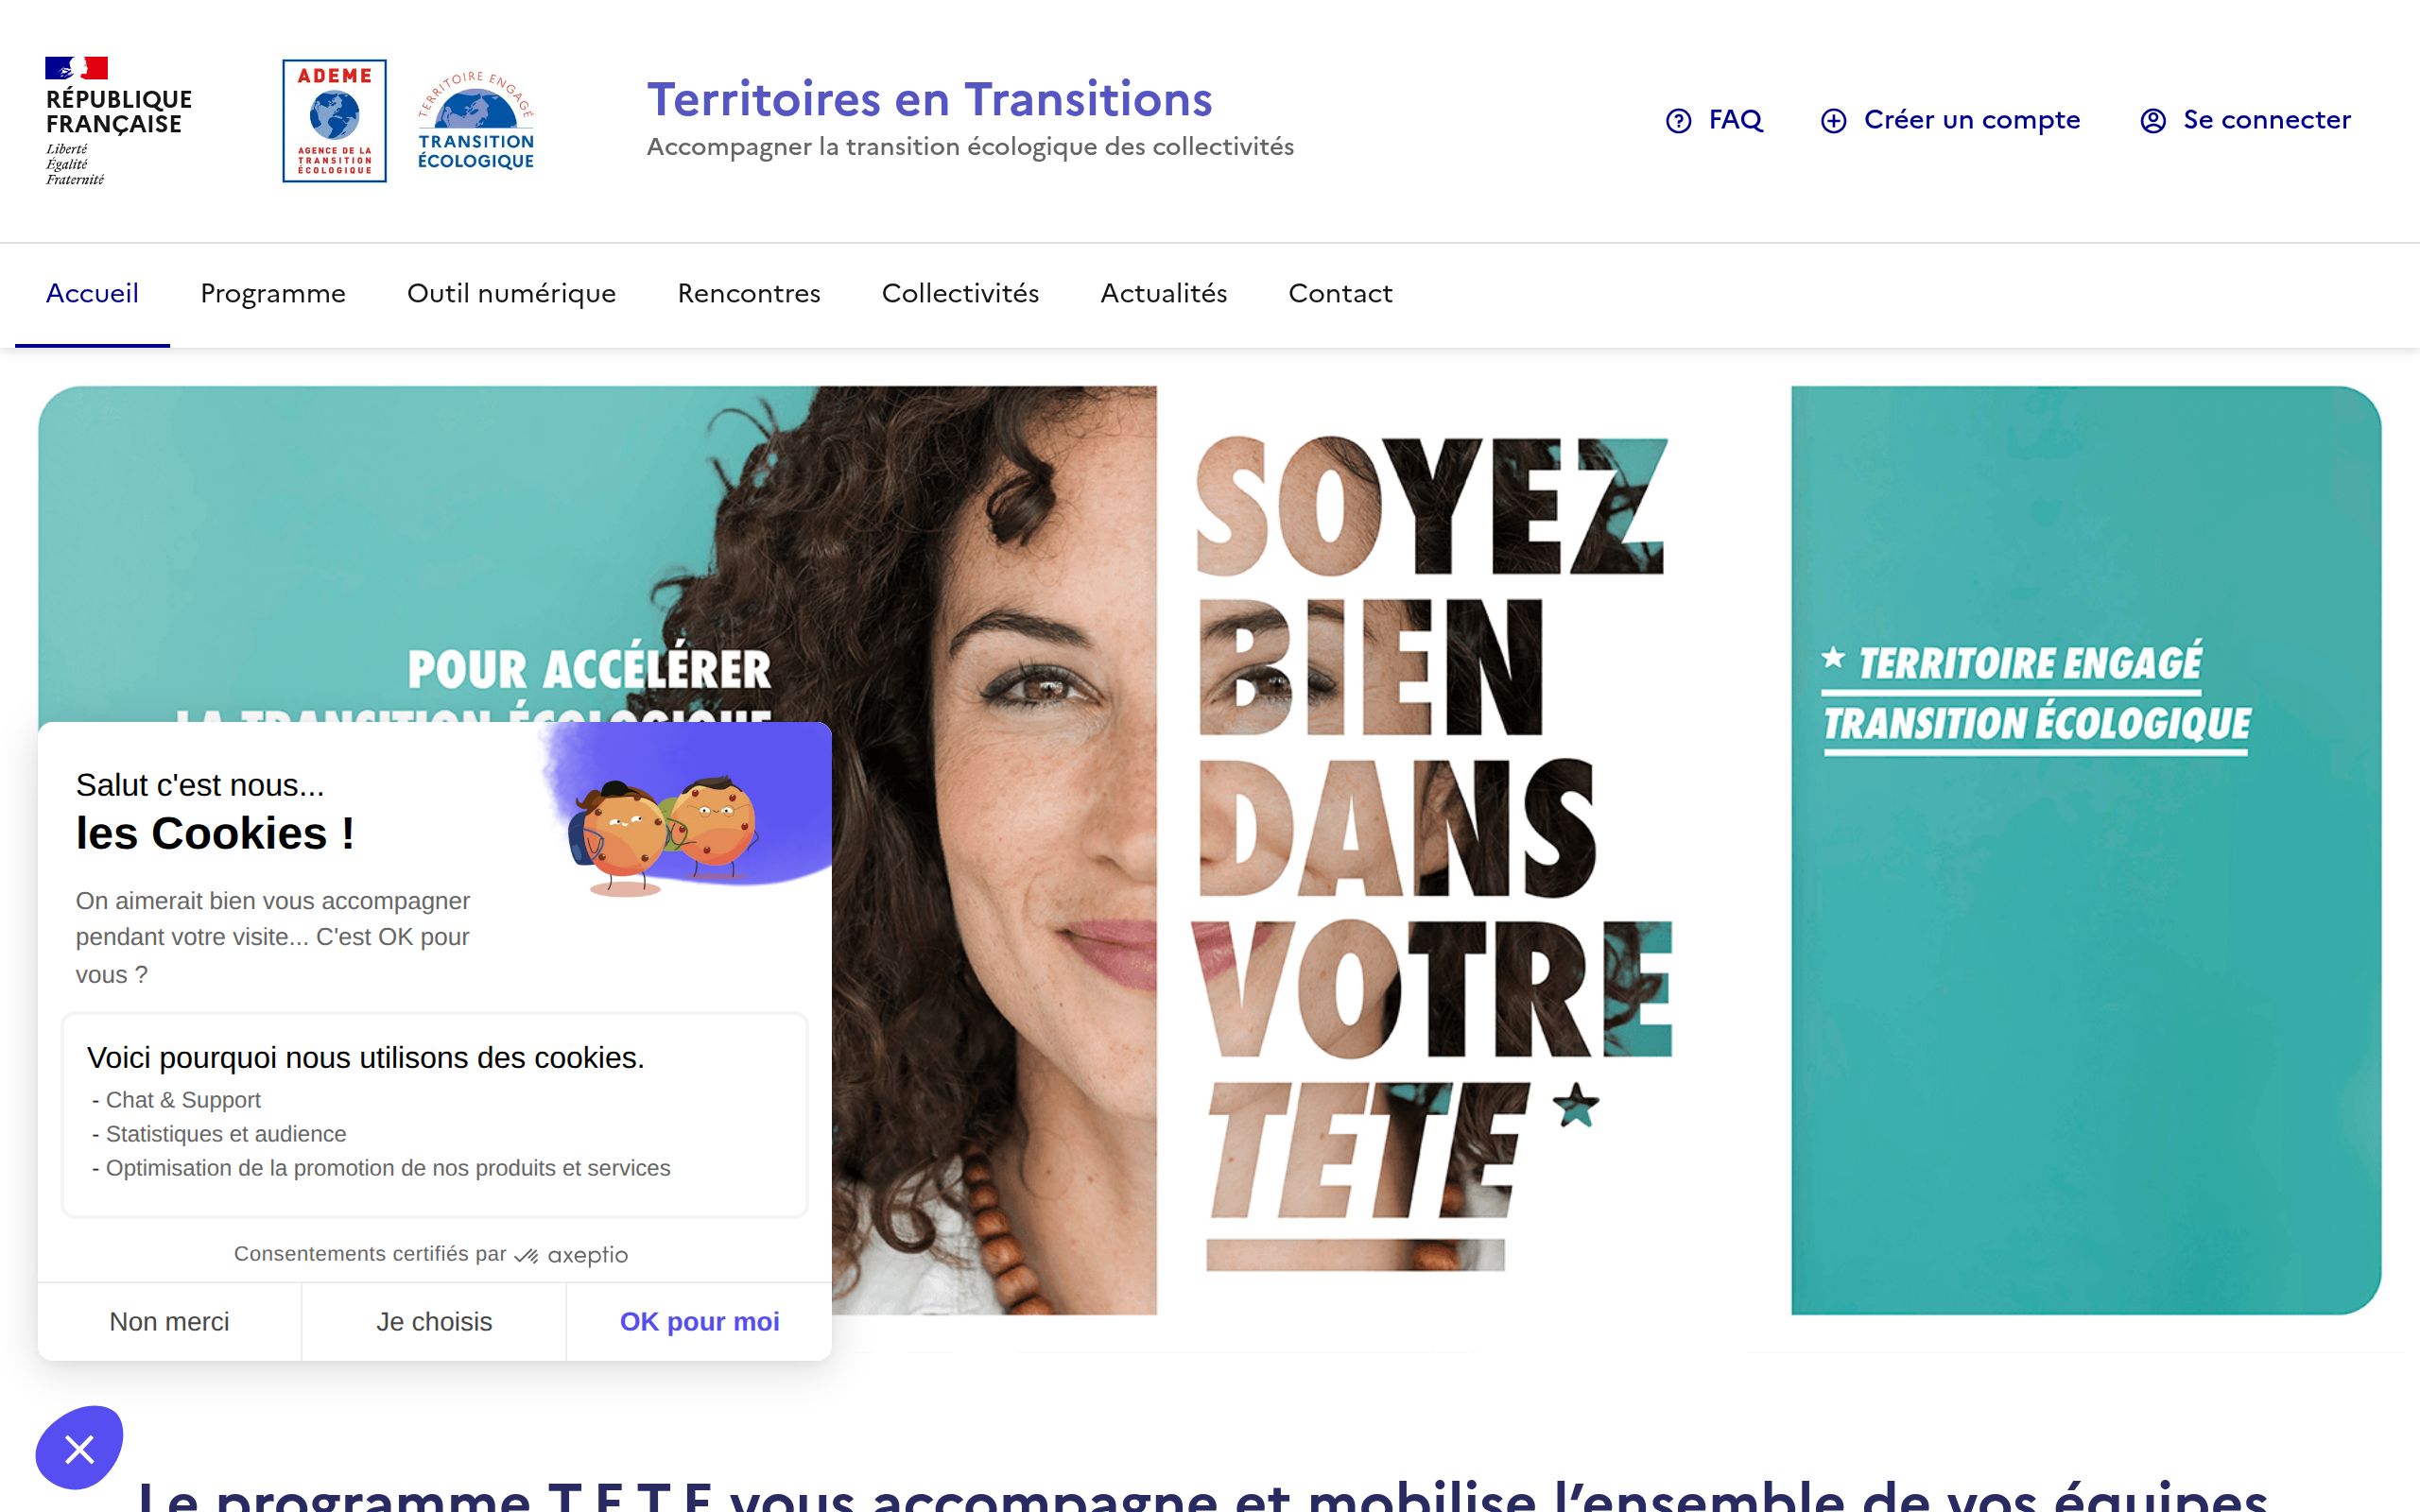 RÉPUBLIQUE
FRANÇAISE
Liberté
Égalité
Fraternité
ADEME
AGENCE DE LA
TRANSITION
ÉCOLOGIQUE
TERRITOIRE ENGAGÉ
TRANSITION
ÉCOLOGIQUE
Territoires en Transitions
Accompagner la transition écologique des collectivités
FAQ
Créer un compte
Se connecter
Accueil
Programme
Outil numérique
Rencontres
Collectivités
Actualités
Contact
POUR ACCÉLÉRER
LA TRANSITION ÉCOLOGIQUE
SOYEZ
BIEN
DANS
VOTRE
TETE *
* TERRITOIRE ENGAGÉ
TRANSITION ÉCOLOGIQUE
Salut c'est nous...
les Cookies !
On aimerait bien vous accompagner
pendant votre visite... C'est OK pour
vous ?
Voici pourquoi nous utilisons des cookies.
- Chat & Support
- Statistiques et audience
- Optimisation de la promotion de nos produits et services
Consentements certifiés par axeptio
Non merci
Je choisis
OK pour moi
Le programme T.E.T.E vous accompagne et mobilise l’ensemble de vos équipes